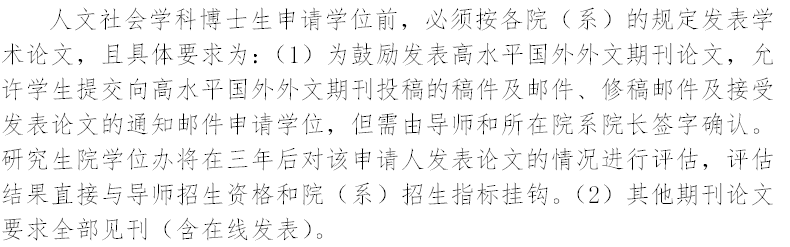 人文社会学科博士生申请学位前，必须按各院（系）的规定发表学
术论文，且具体要求为：（1）为鼓励发表高水平国外外文期刊论文，允
许学生提交向高水平国外外文期刊投稿的稿件及邮件、修稿邮件及接受
发表论文的通知邮件申请学位，但需由导师和所在院系院长签字确认。
研究生院学位办将在三年后对该申请人发表论文的情况进行评估，评估
结果直接与导师招生资格和院（系）招生指标挂钩。（2）其他期刊论文
要求全部见刊（含在线发表）。